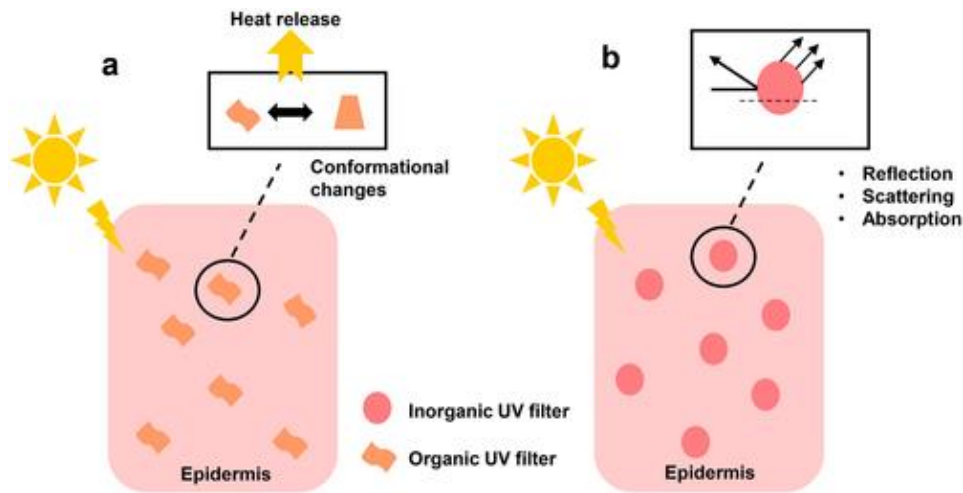 Heat release
a
Conformational
changes
Epidermis
b
• Reflection
• Scattering
• Absorption
Epidermis
Inorganic UV filter
Organic UV filter